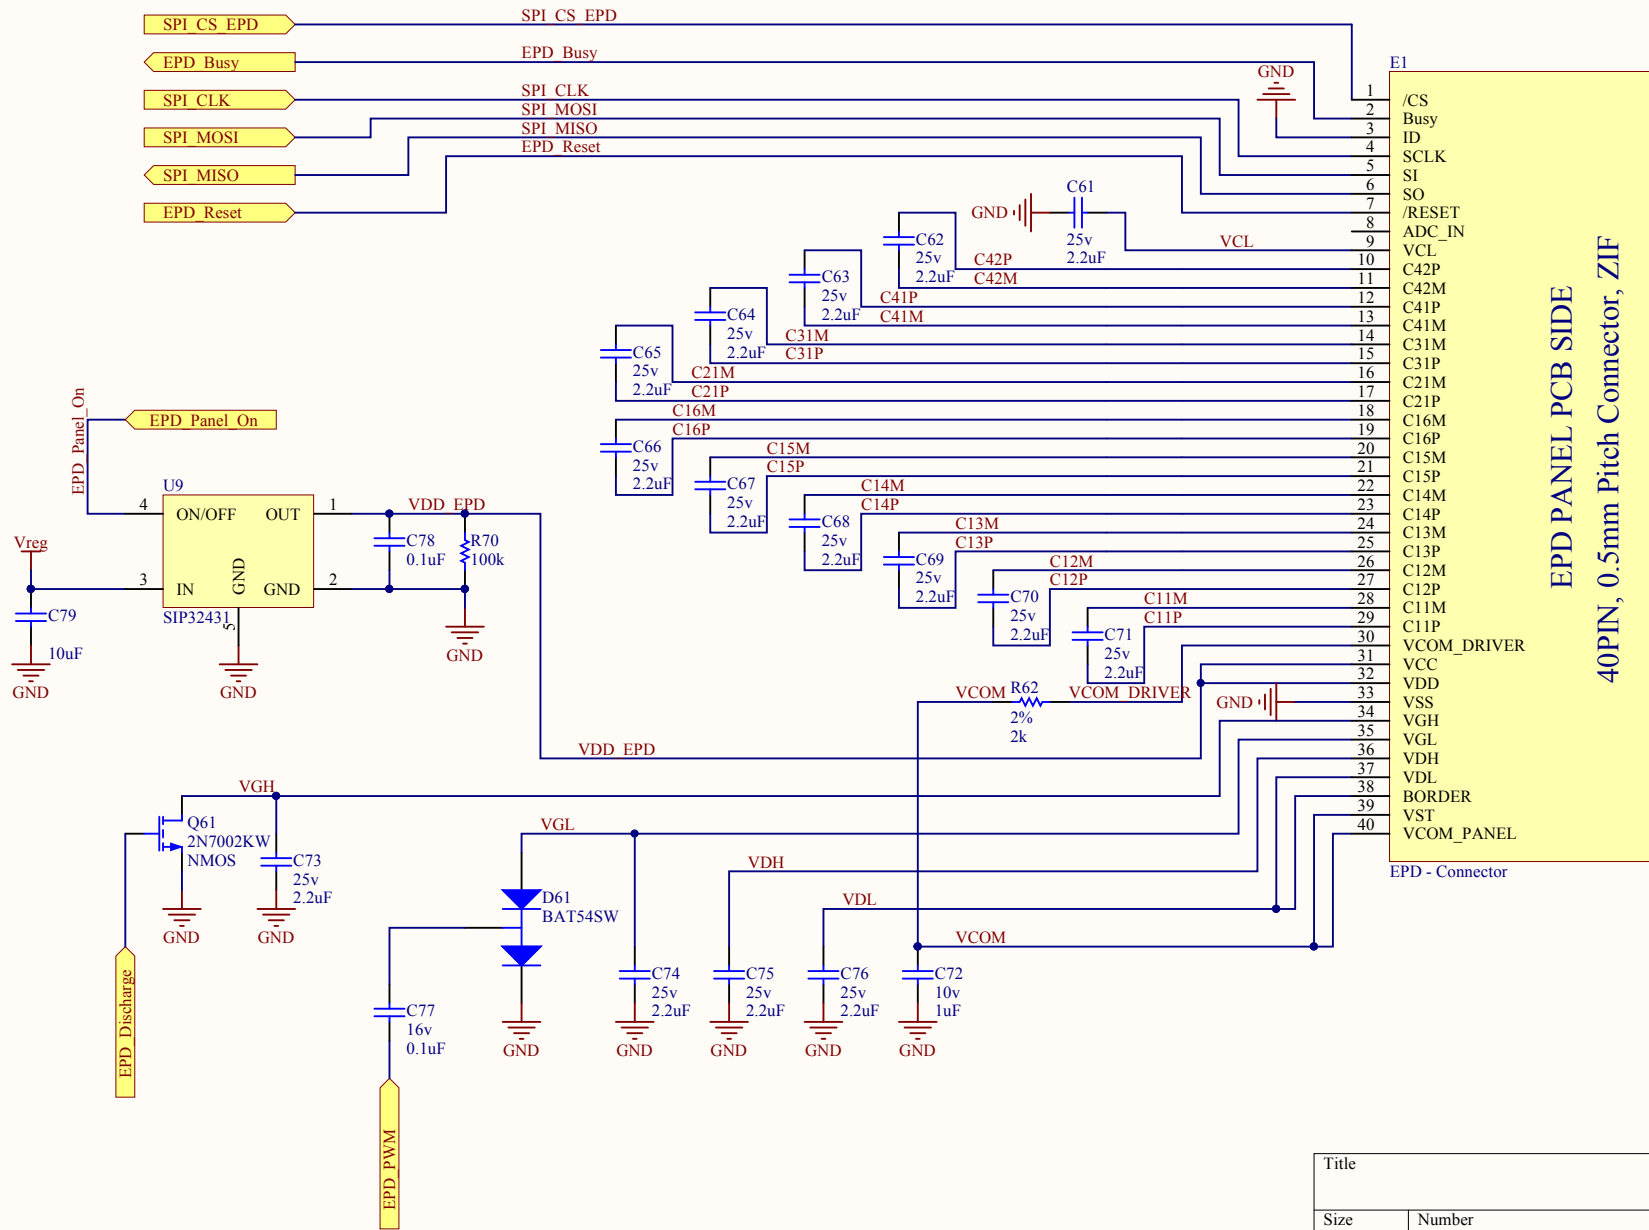 SPI_CS_EPD
SPI_CS_EPD
EPD_Busy
EPD_Busy
SPI_CLK
SPI_CLK
SPI_MOSI
SPI_MOSI
SPI_MISO
SPI_MISO
EPD_Reset
EPD_Reset
E1
GND
1 /CS
2 Busy
3 ID
4 SCLK
5 SI
6 SO
7 /RESET
8 ADC_IN
9 VCL
10 C42P
11 C42M
12 C41P
13 C41M
14 C31M
15 C31P
16 C21M
17 C21P
18 C16M
19 C16P
20 C15M
21 C15P
22 C14M
23 C14P
24 C13M
25 C13P
26 C12M
27 C12P
28 C11M
29 C11P
30 VCOM_DRIVER
31 VCC
32 VDD
33 VSS
34 VGH
35 VGL
36 VDH
37 VDL
38 BORDER
39 VST
40 VCOM_PANEL
EPD - Connector
EPD PANEL PCB SIDE
40PIN, 0.5mm Pitch Connector, ZIF
GND
C61
25v
2.2uF
VCL
C62
25v
2.2uF
C42P
C42M
C63
25v
2.2uF
C41P
C41M
C64
25v
2.2uF
C31M
C31P
C65
25v
2.2uF
C21M
C21P
C16M
C16P
C66
25v
2.2uF
C15M
C15P
C67
25v
2.2uF
C14M
C14P
C68
25v
2.2uF
C13M
C13P
C69
25v
2.2uF
C12M
C12P
C70
25v
2.2uF
C11M
C11P
C71
25v
2.2uF
VCOM
R62
2%
2k
VCOM_DRIVER
GND
EPD_Panel_On
EPD_Panel_On
U9
4 ON/OFF
OUT 1
3 IN
GND
5
GND 2
SIP32431
Vreg
C79
10uF
GND
GND
VDD_EPD
C78
0.1uF
R70
100k
GND
VDD_EPD
VGH
Q61
2N7002KW
NMOS
C73
25v
2.2uF
GND
GND
EPD_Discharge
VGL
D61
BAT54SW
C77
16v
0.1uF
EPD_PWM
GND
C74
25v
2.2uF
GND
VDH
C75
25v
2.2uF
GND
VDL
C76
25v
2.2uF
GND
VCOM
C72
10v
1uF
GND
Title
Size
Number